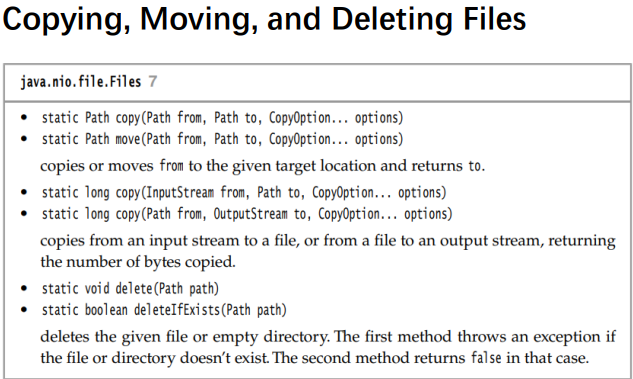 Copying, Moving, and Deleting Files
java.nio.file.Files 7
• static Path copy(Path from, Path to, CopyOption... options)
• static Path move(Path from, Path to, CopyOption... options)
copies or moves from to the given target location and returns to.
• static long copy(InputStream from, Path to, CopyOption... options)
• static long copy(Path from, OutputStream to, CopyOption... options)
copies from an input stream to a file, or from a file to an output stream, returning
the number of bytes copied.
• static void delete(Path path)
• static boolean deleteIfExists(Path path)
deletes the given file or empty directory. The first method throws an exception if
the file or directory doesn't exist. The second method returns false in that case.